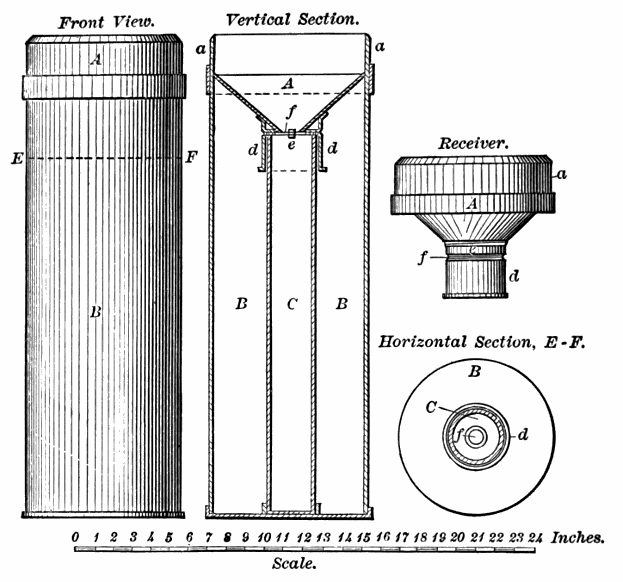 Front View.
Vertical Section.
A
a
a
A
f
E
F
d
e
d
Receiver.
a
A
f
d
B
B
C
B
Horizontal Section, E-F.
B
C
f
d
0 1 2 3 4 5 6 7 8 9 10 11 12 13 14 15 16 17 18 19 20 21 22 23 24 Inches.
Scale.